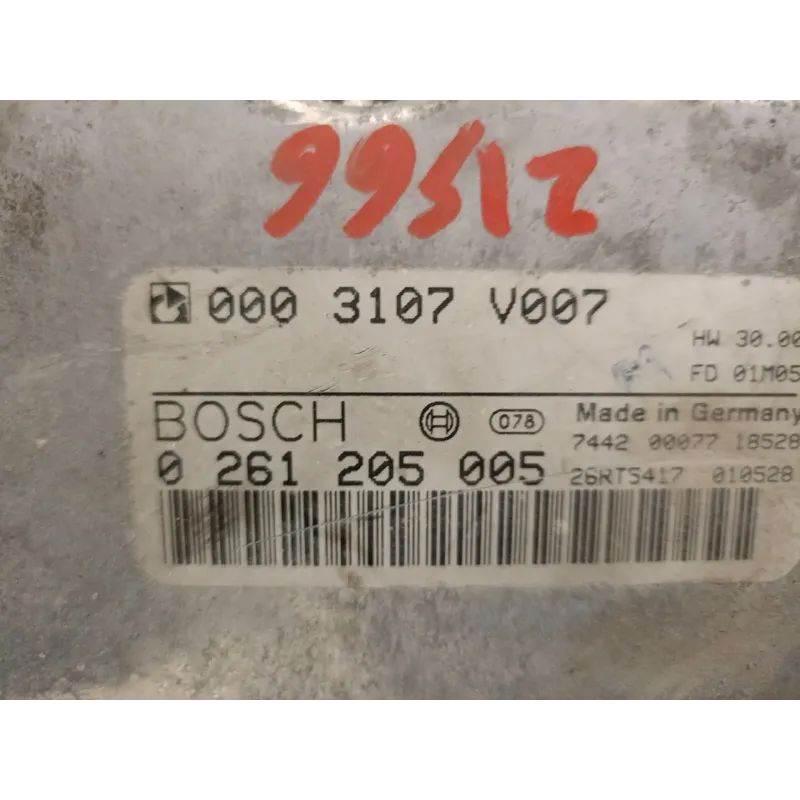 99512
000 3107 V007
HW 30.00
FD 01M05
BOSCH 078 Made in Germany
7442 00077 18528
0 261 205 005 26RT5417 010528